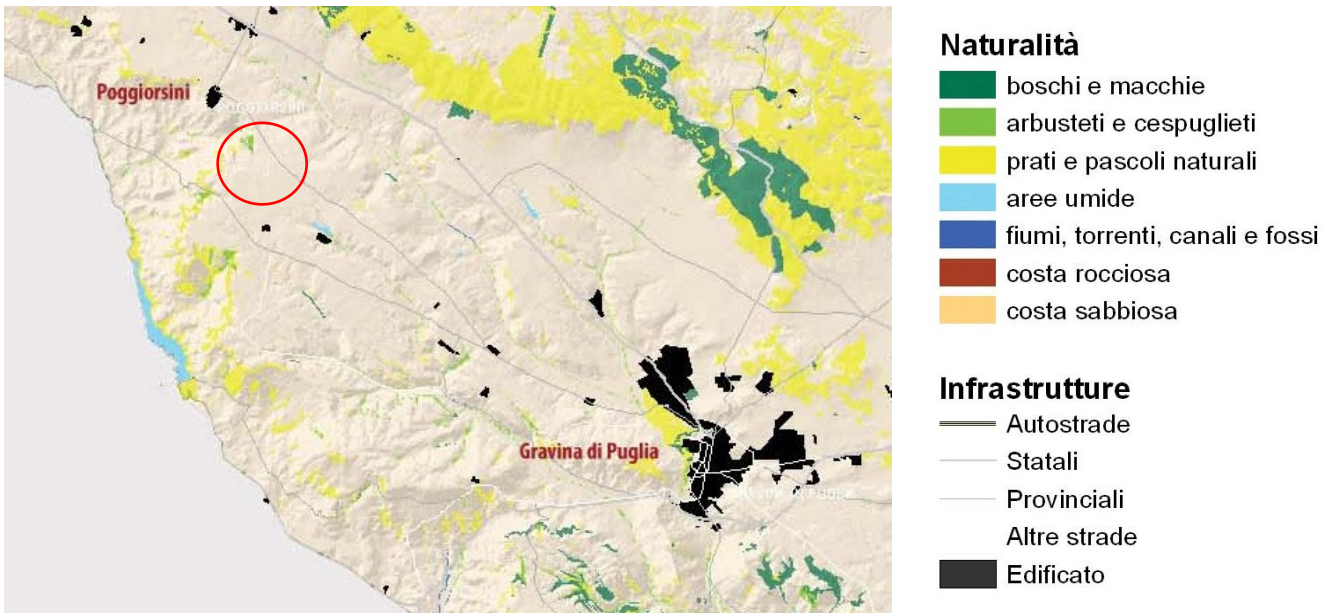 Poggiorsini
POGGIORSINI
Gravina di Puglia
Naturalità
boschi e macchie
arbusteti e cespuglieti
prati e pascoli naturali
aree umide
fiumi, torrenti, canali e fossi
costa rocciosa
costa sabbiosa
Infrastrutture
Autostrade
Statali
Provinciali
Altre strade
Edificato